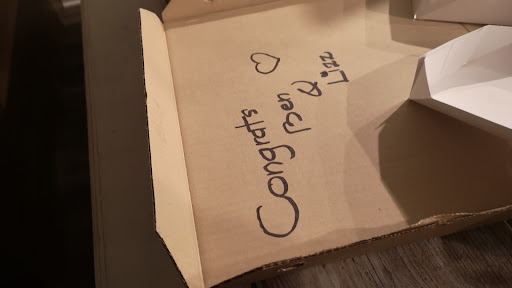 Congrats
Ben &
Lizz